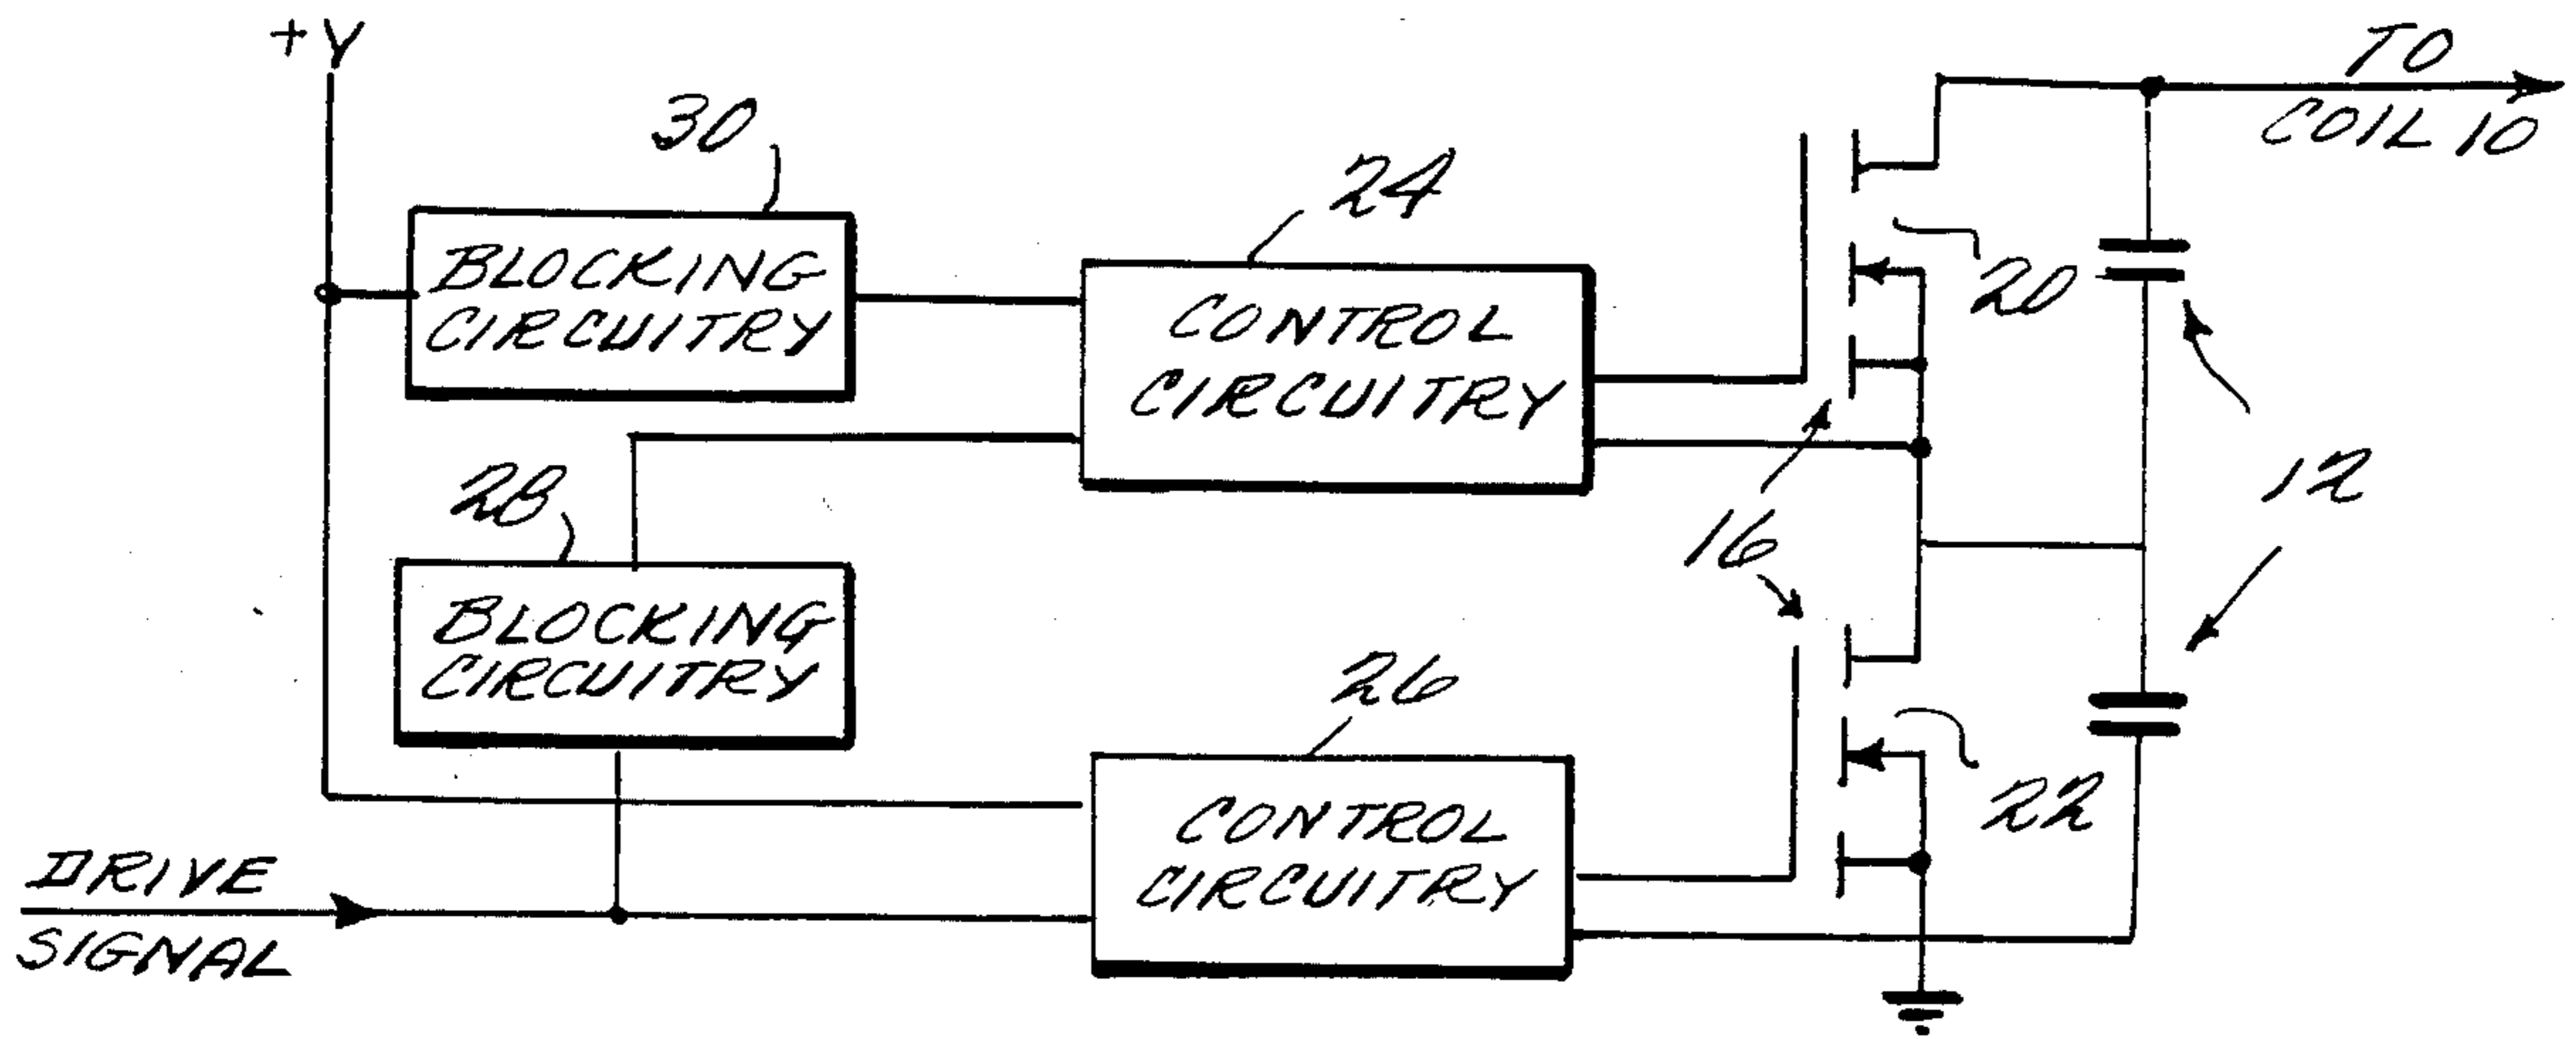 +Y
30
BLOCKING
CIRCUITRY
24
CONTROL
CIRCUITRY
TO
COIL 10
20
16
12
28
BLOCKING
CIRCUITRY
26
CONTROL
CIRCUITRY
22
DRIVE
SIGNAL